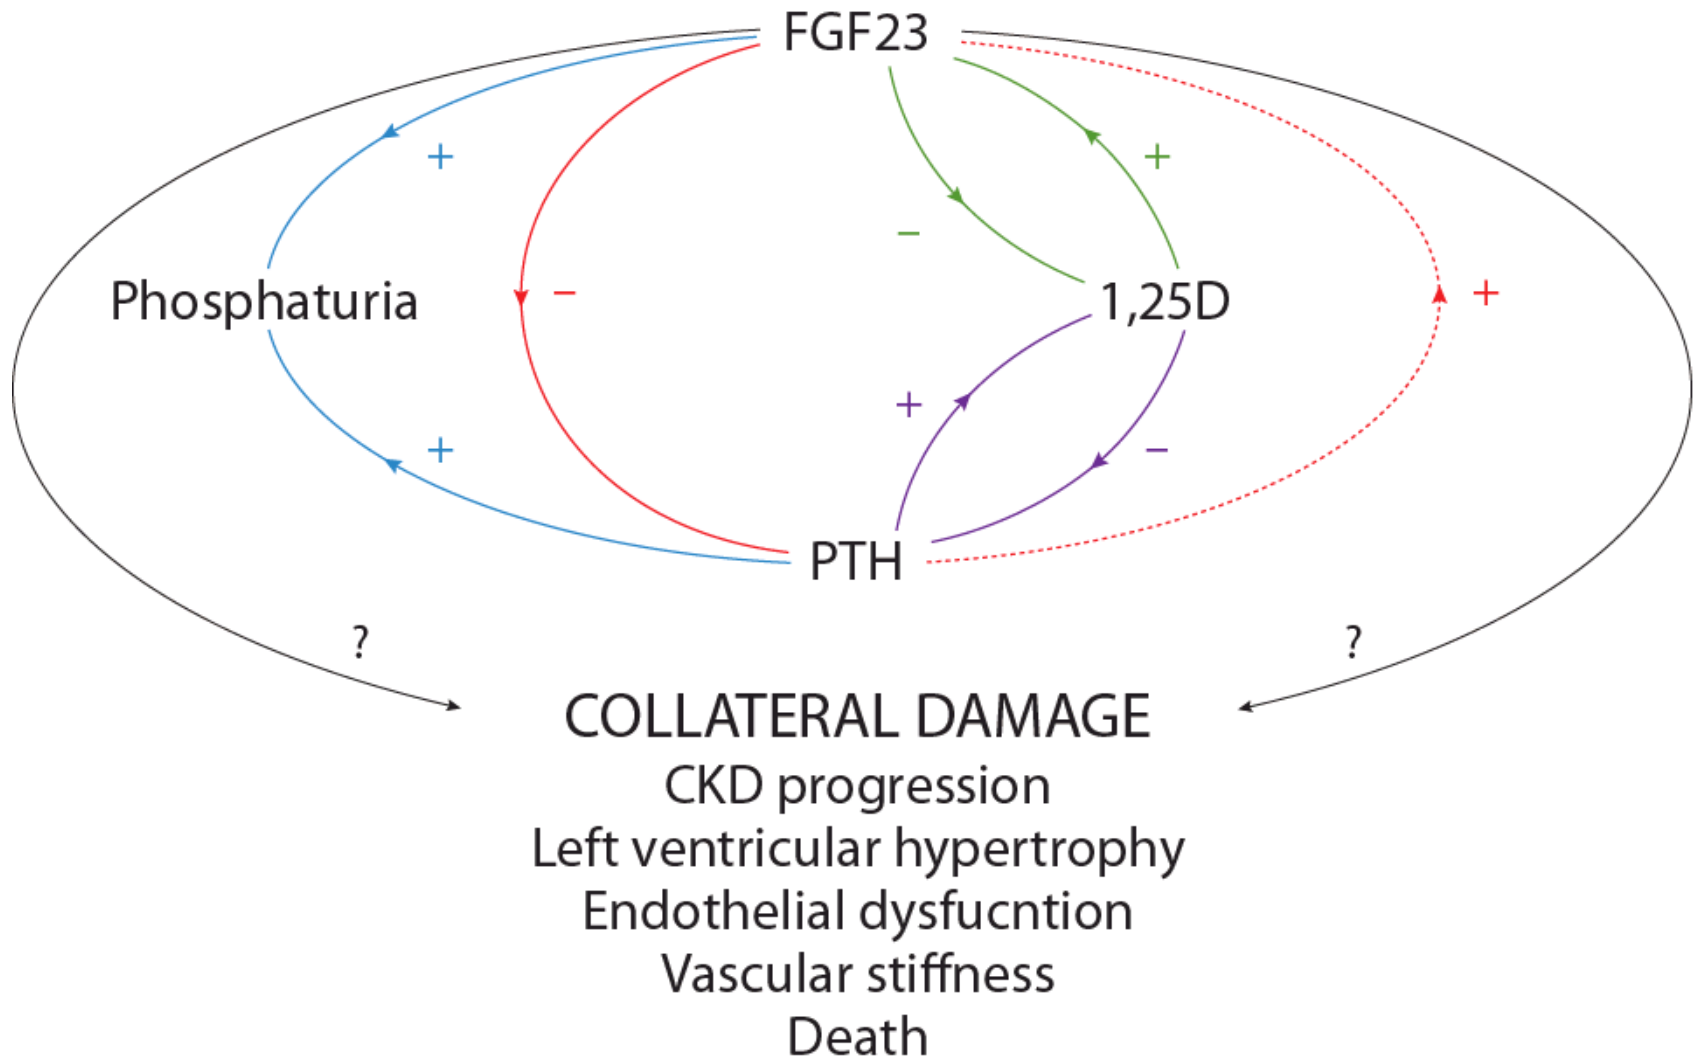 FGF23
+
+
−
Phosphaturia
−
−
1,25D
+
+
+
−
PTH
?
?
COLLATERAL DAMAGE
CKD progression
Left ventricular hypertrophy
Endothelial dysfucntion
Vascular stiffness
Death